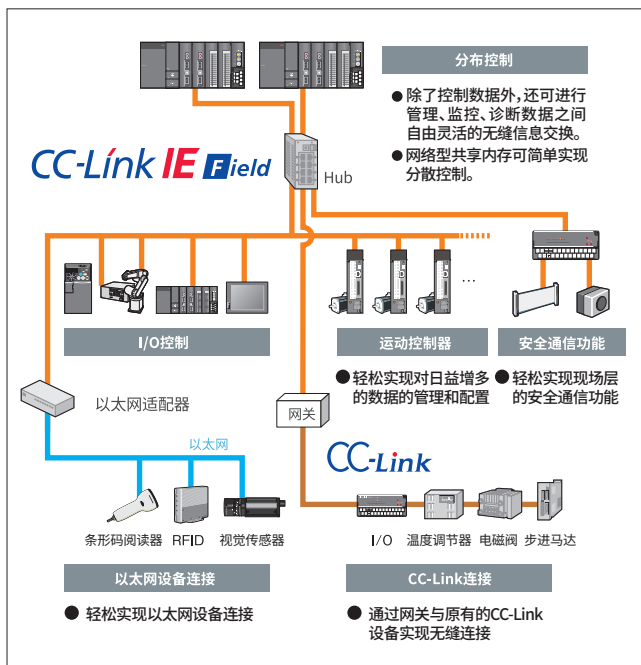 分布控制
● 除了控制数据外，还可进行
管理、监控、诊断数据之间
自由灵活的无缝信息交换。
● 网络型共享内存可简单实现
分散控制。
CC-Link IE Field
Hub
...
I/O控制
运动控制器
安全通信功能
● 轻松实现对日益增多
的数据的管理和配置
● 轻松实现现场层
的安全通信功能
以太网适配器
网关
以太网
CC-Link
条形码阅读器 RFID 视觉传感器
I/O 温度调节器 电磁阀 步进马达
以太网设备连接
CC-Link连接
● 轻松实现以太网设备连接
● 通过网关与原有的CC-Link
设备实现无缝连接